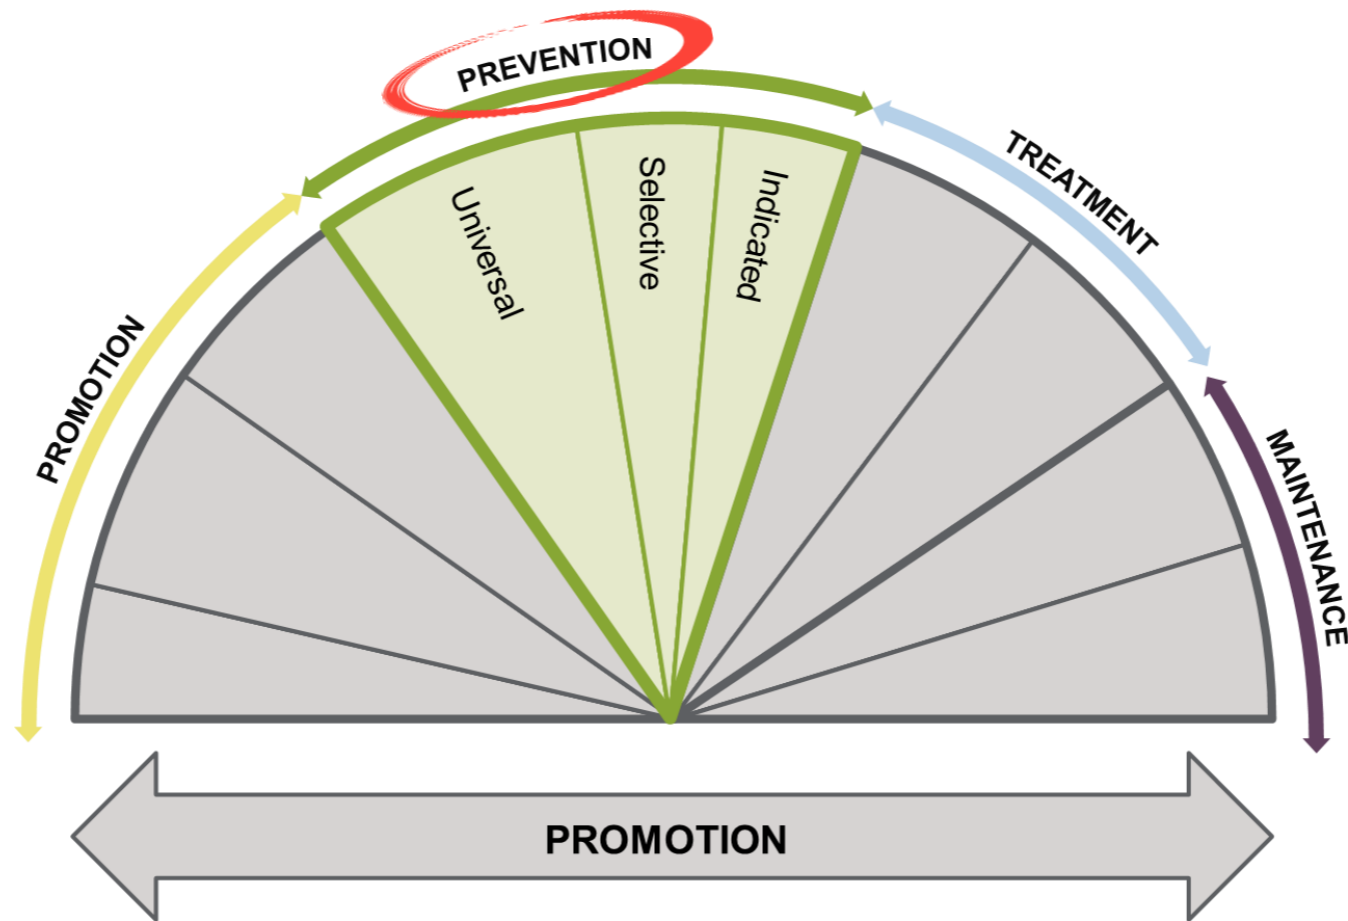 PREVENTION
TREATMENT
PROMOTION
MAINTENANCE
Universal
Selective
Indicated
PROMOTION